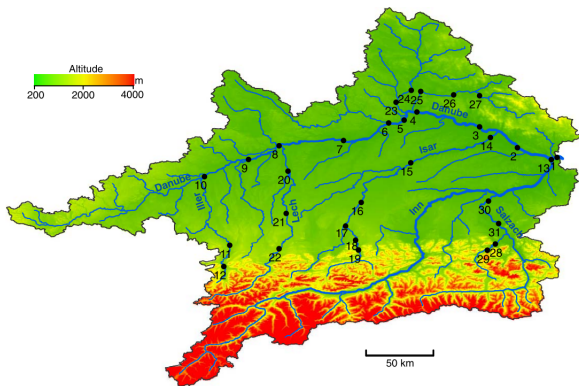 Altitude
200 2000 4000 m
24 25 26 27
23 Danube
6 5 4 3
14 2
7
8
9
Danube 10
Isar
15
13
20
Iller
Lech
Inn
16
30
Salzach
21
17
31
11
22
18
28
19
29
12
50 km